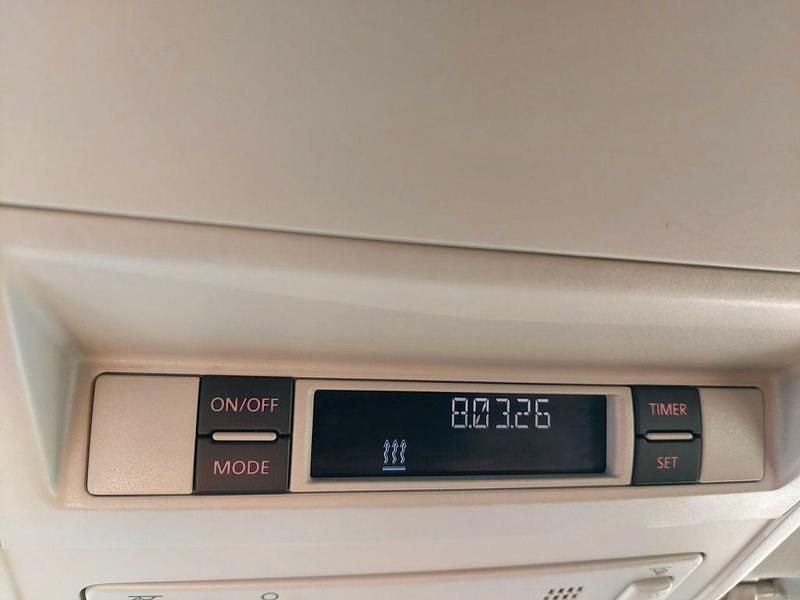 ON/OFF
MODE
8.03.26
TIMER
SET